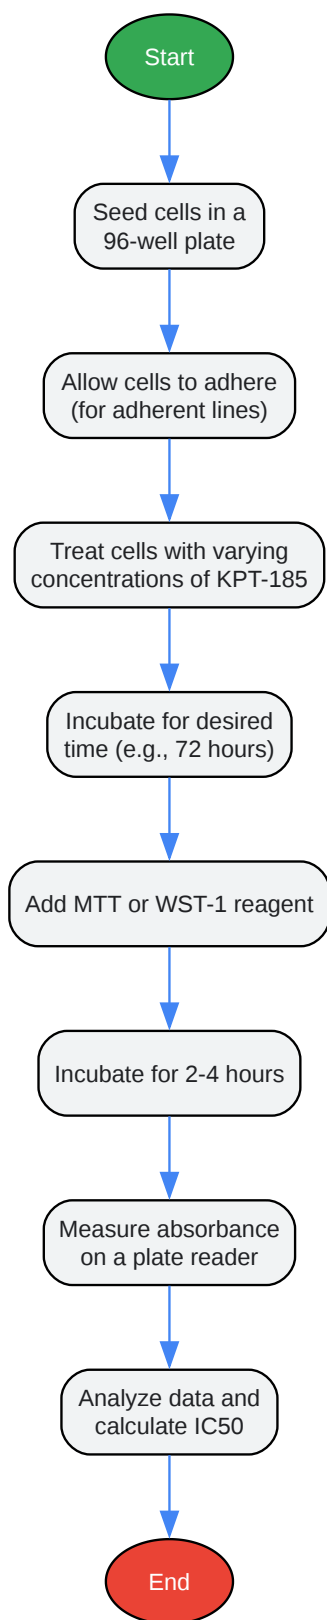 Start
Seed cells in a
96-well plate
Allow cells to adhere
(for adherent lines)
Treat cells with varying
concentrations of KPT-185
Incubate for desired
time (e.g., 72 hours)
Add MTT or WST-1 reagent
Incubate for 2-4 hours
Measure absorbance
on a plate reader
Analyze data and
calculate IC50
End